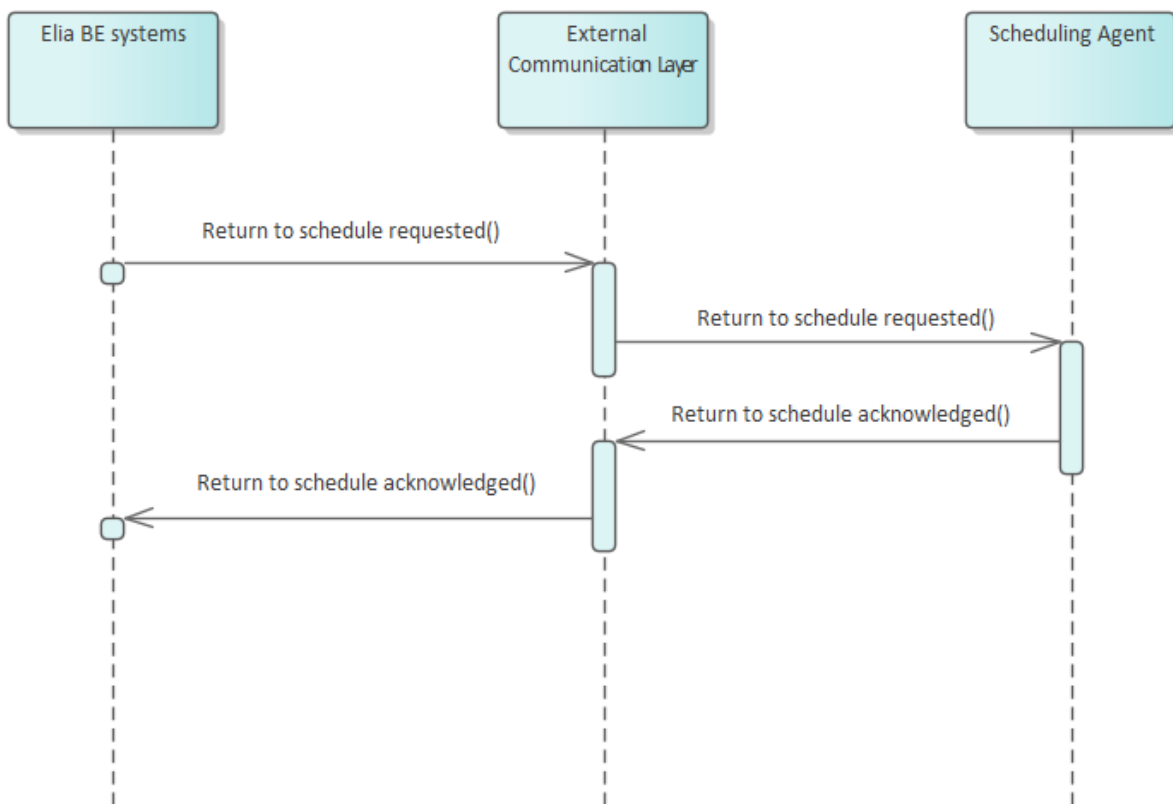 Elia BE systems
External
Communication Layer
Scheduling Agent
Return to schedule requested()
Return to schedule requested()
Return to schedule acknowledged()
Return to schedule acknowledged()